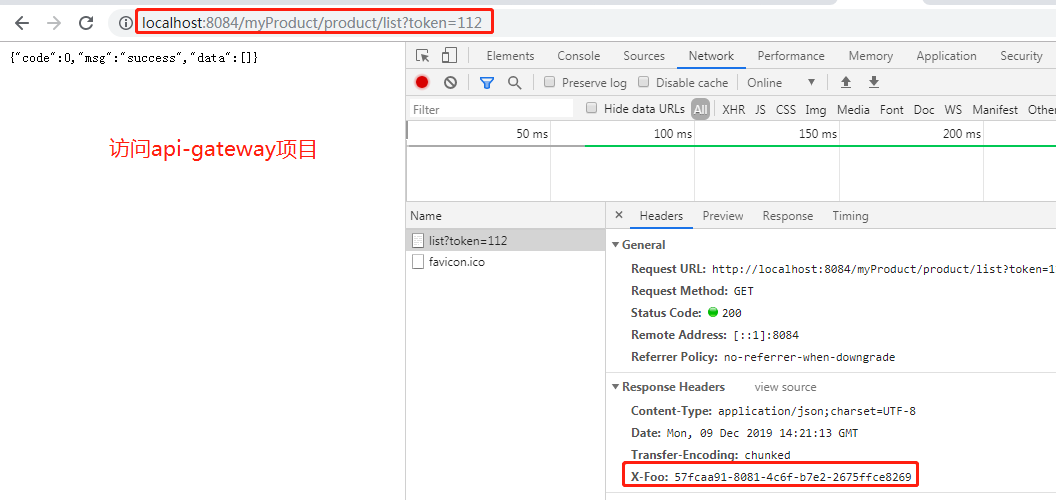 localhost:8084/myProduct/product/list?token=112
{"code":0,"msg":"success","data":[]}
访问api-gateway项目
Elements Console Sources Network Performance Memory Application Security
Preserve log Disable cache Online
Filter Hide data URLs All XHR JS CSS Img Media Font Doc WS Manifest Other
50 ms 100 ms 150 ms 200 ms
Name
list?token=112
favicon.ico
× Headers Preview Response Timing
General
Request URL: http://localhost:8084/myProduct/product/list?token=1
Request Method: GET
Status Code: 200
Remote Address: [::1]:8084
Referrer Policy: no-referrer-when-downgrade
Response Headers view source
Content-Type: application/json;charset=UTF-8
Date: Mon, 09 Dec 2019 14:21:13 GMT
Transfer-Encoding: chunked
X-Foo: 57fcaa91-8081-4c6f-b7e2-2675ffce8269